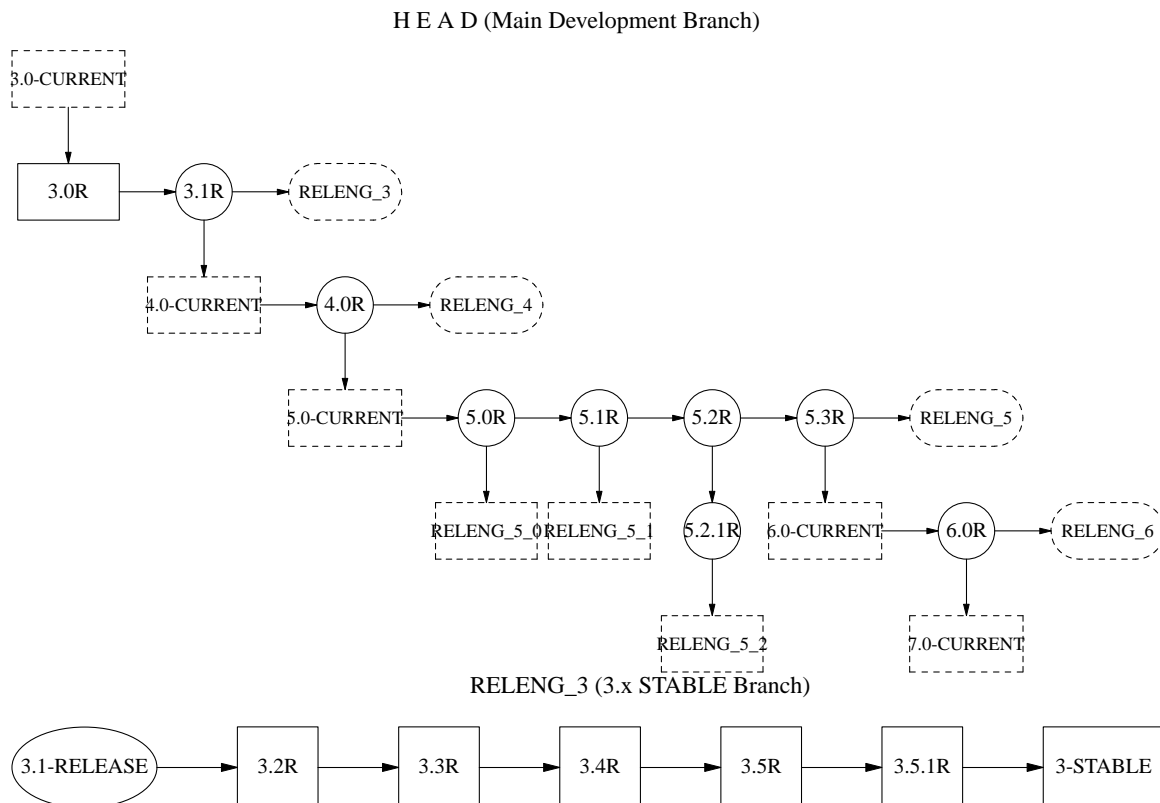 H E A D (Main Development Branch)
3.0-CURRENT
3.0R
3.1R
RELENG_3
4.0-CURRENT
4.0R
RELENG_4
5.0-CURRENT
5.0R
5.1R
5.2R
5.3R
RELENG_5
RELENG_5_0
RELENG_5_1
5.2.1R
6.0-CURRENT
6.0R
RELENG_6
RELENG_5_2
7.0-CURRENT
RELENG_3 (3.x STABLE Branch)
3.1-RELEASE
3.2R
3.3R
3.4R
3.5R
3.5.1R
3-STABLE